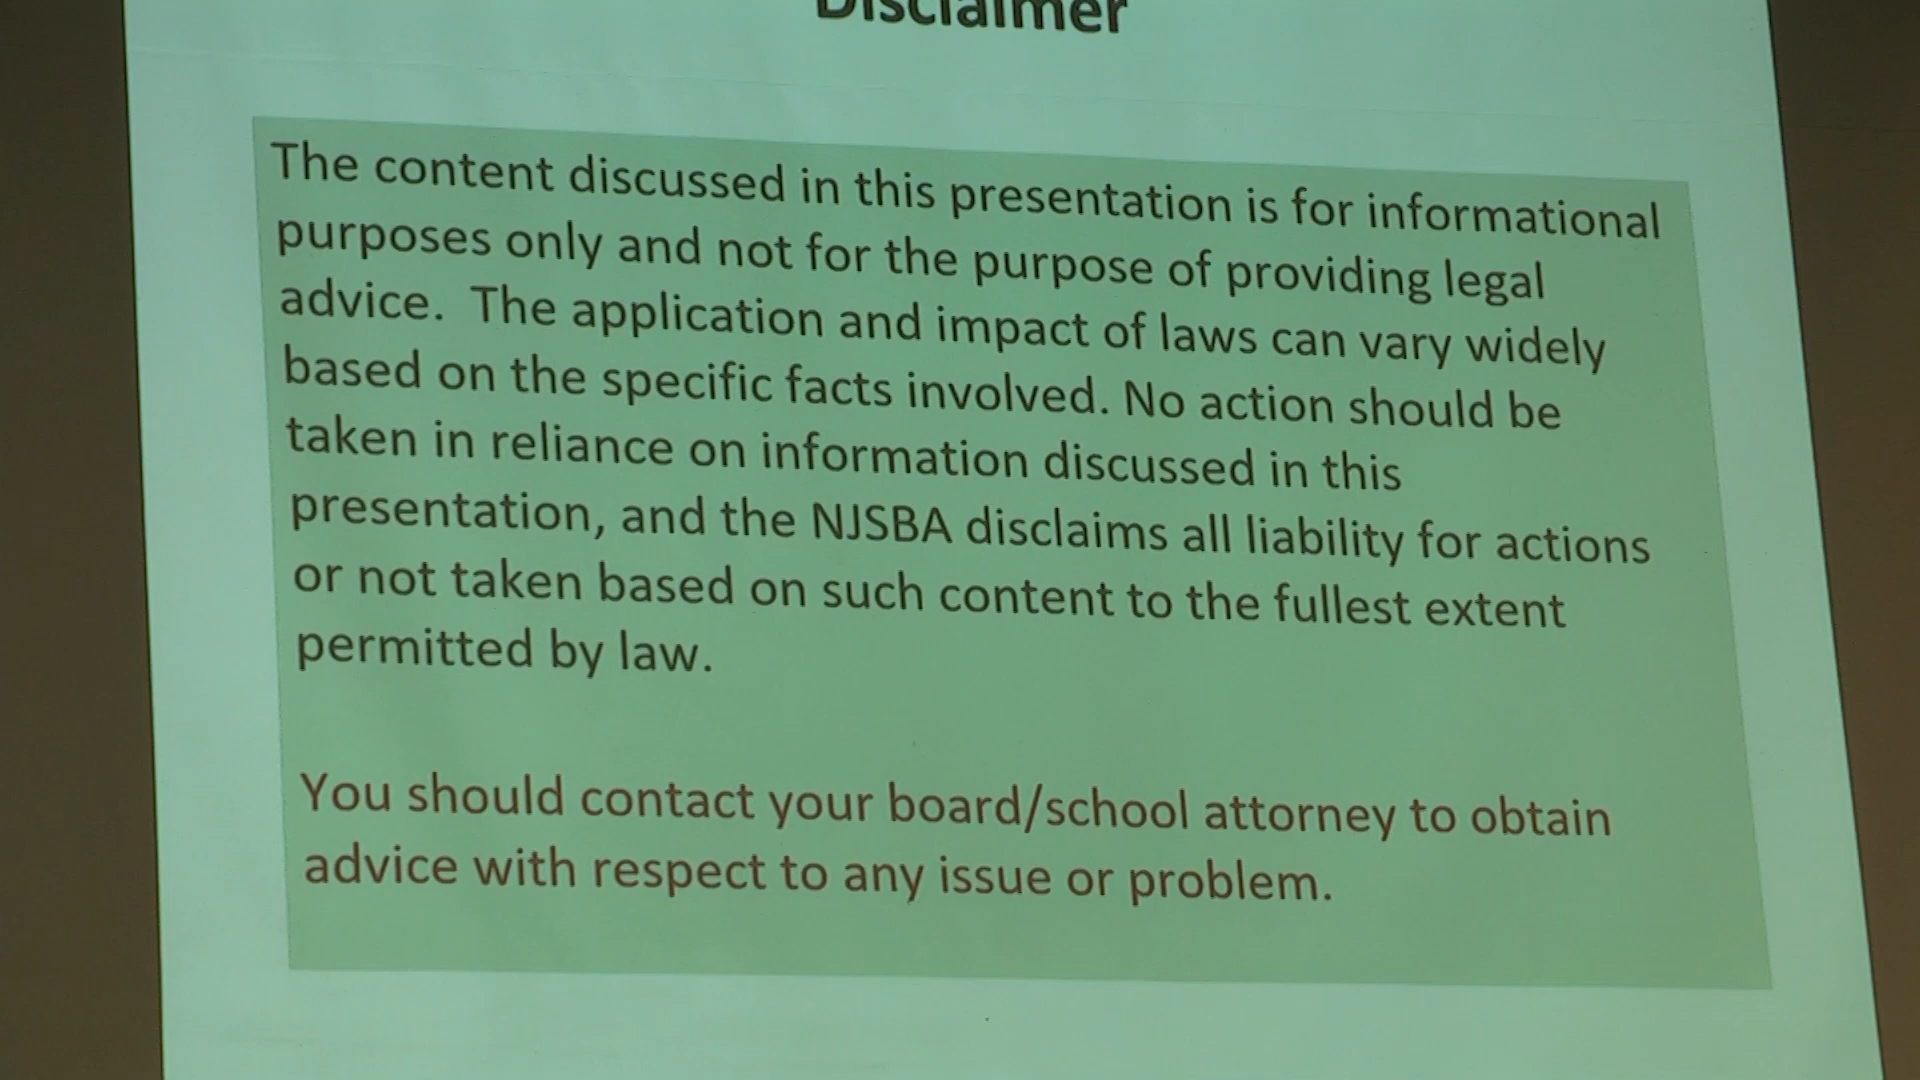 Disclaimer
The content discussed in this presentation is for informational
purposes only and not for the purpose of providing legal
advice.  The application and impact of laws can vary widely
based on the specific facts involved. No action should be
taken in reliance on information discussed in this
presentation, and the NJSBA disclaims all liability for actions
or not taken based on such content to the fullest extent
permitted by law.
You should contact your board/school attorney to obtain
advice with respect to any issue or problem.